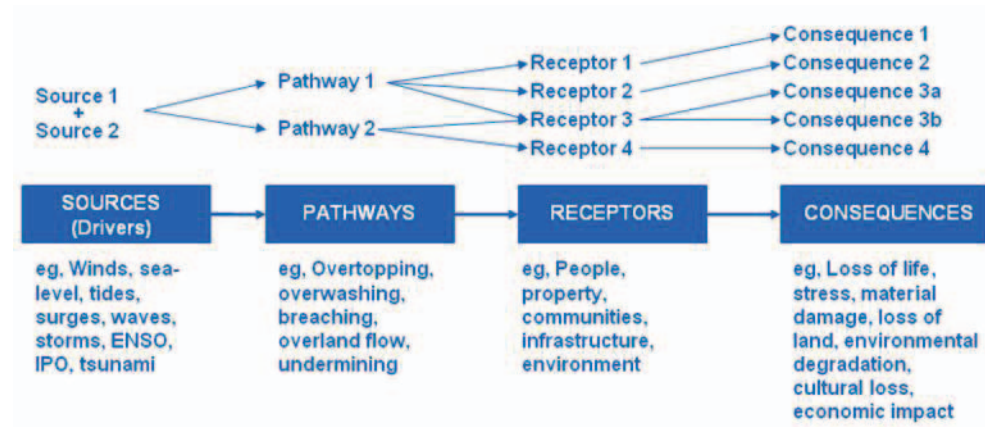 Source 1
+
Source 2
Pathway 1
Pathway 2
Receptor 1
Receptor 2
Receptor 3
Receptor 4
Consequence 1
Consequence 2
Consequence 3a
Consequence 3b
Consequence 4
SOURCES
(Drivers)
PATHWAYS
RECEPTORS
CONSEQUENCES
eg, Winds, sea-
level, tides,
surges, waves,
storms, ENSO,
IPO, tsunami
eg, Overtopping,
overwashing,
breaching,
overland flow,
undermining
eg, People,
property,
communities,
infrastructure,
environment
eg, Loss of life,
stress, material
damage, loss of
land, environmental
degradation,
cultural loss,
economic impact